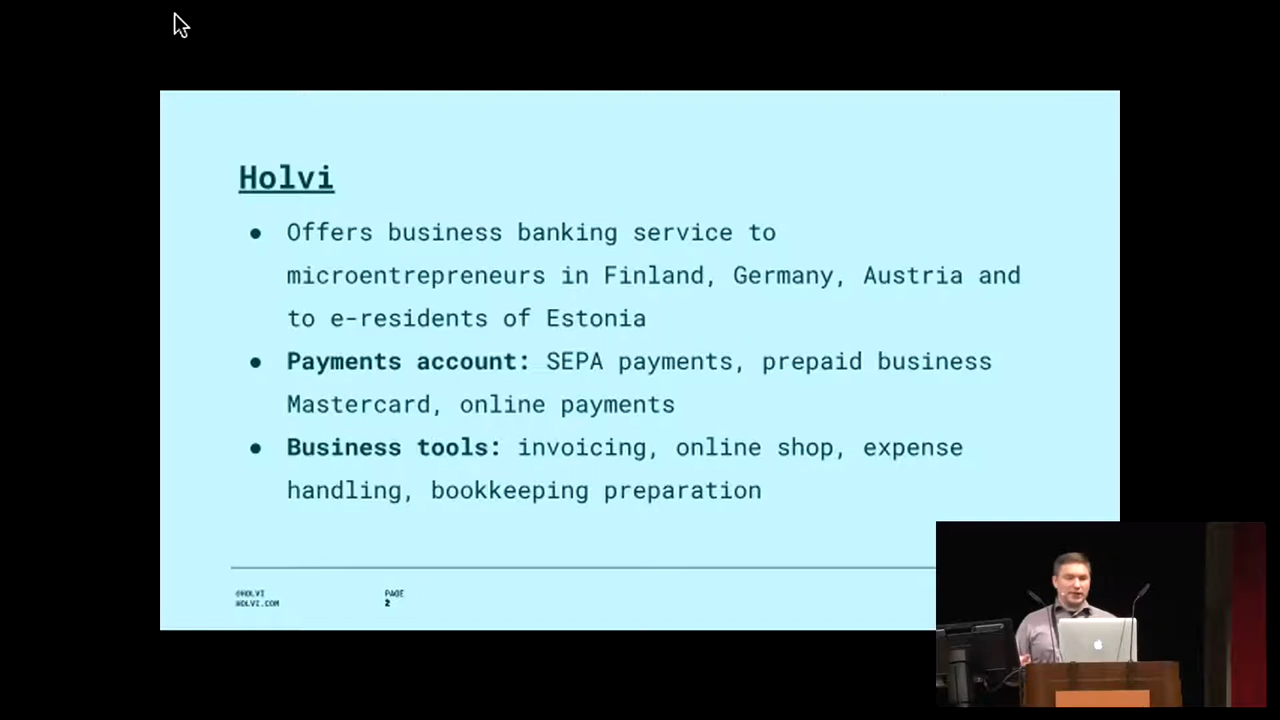 Holvi
● Offers business banking service to
microentrepreneurs in Finland, Germany, Austria and
to e-residents of Estonia
● Payments account: SEPA payments, prepaid business
Mastercard, online payments
● Business tools: invoicing, online shop, expense
handling, bookkeeping preparation
@HOLVI
HOLVI.COM
PAGE
2